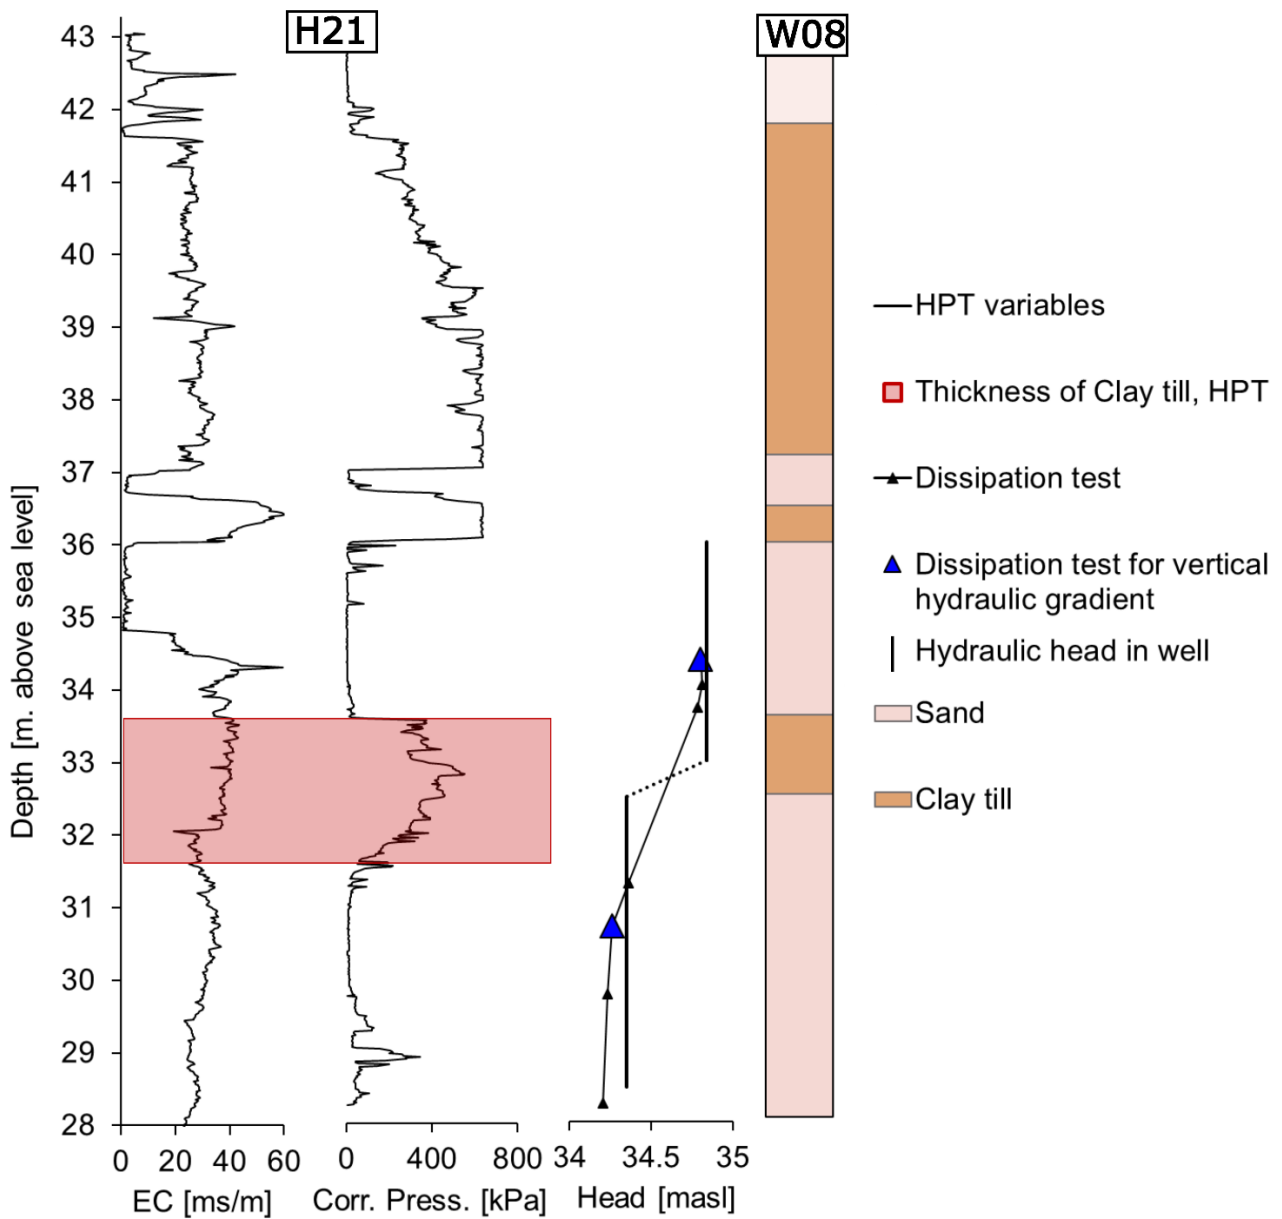 H21
W08
43
42
41
40
39
38
37
36
35
34
33
32
31
30
29
28
Depth [m. above sea level]
0 20 40 60
EC [ms/m]
0 400 800
Corr. Press. [kPa]
34 34.5 35
Head [masl]
HPT variables
Thickness of Clay till, HPT
Dissipation test
Dissipation test for vertical
hydraulic gradient
Hydraulic head in well
Sand
Clay till